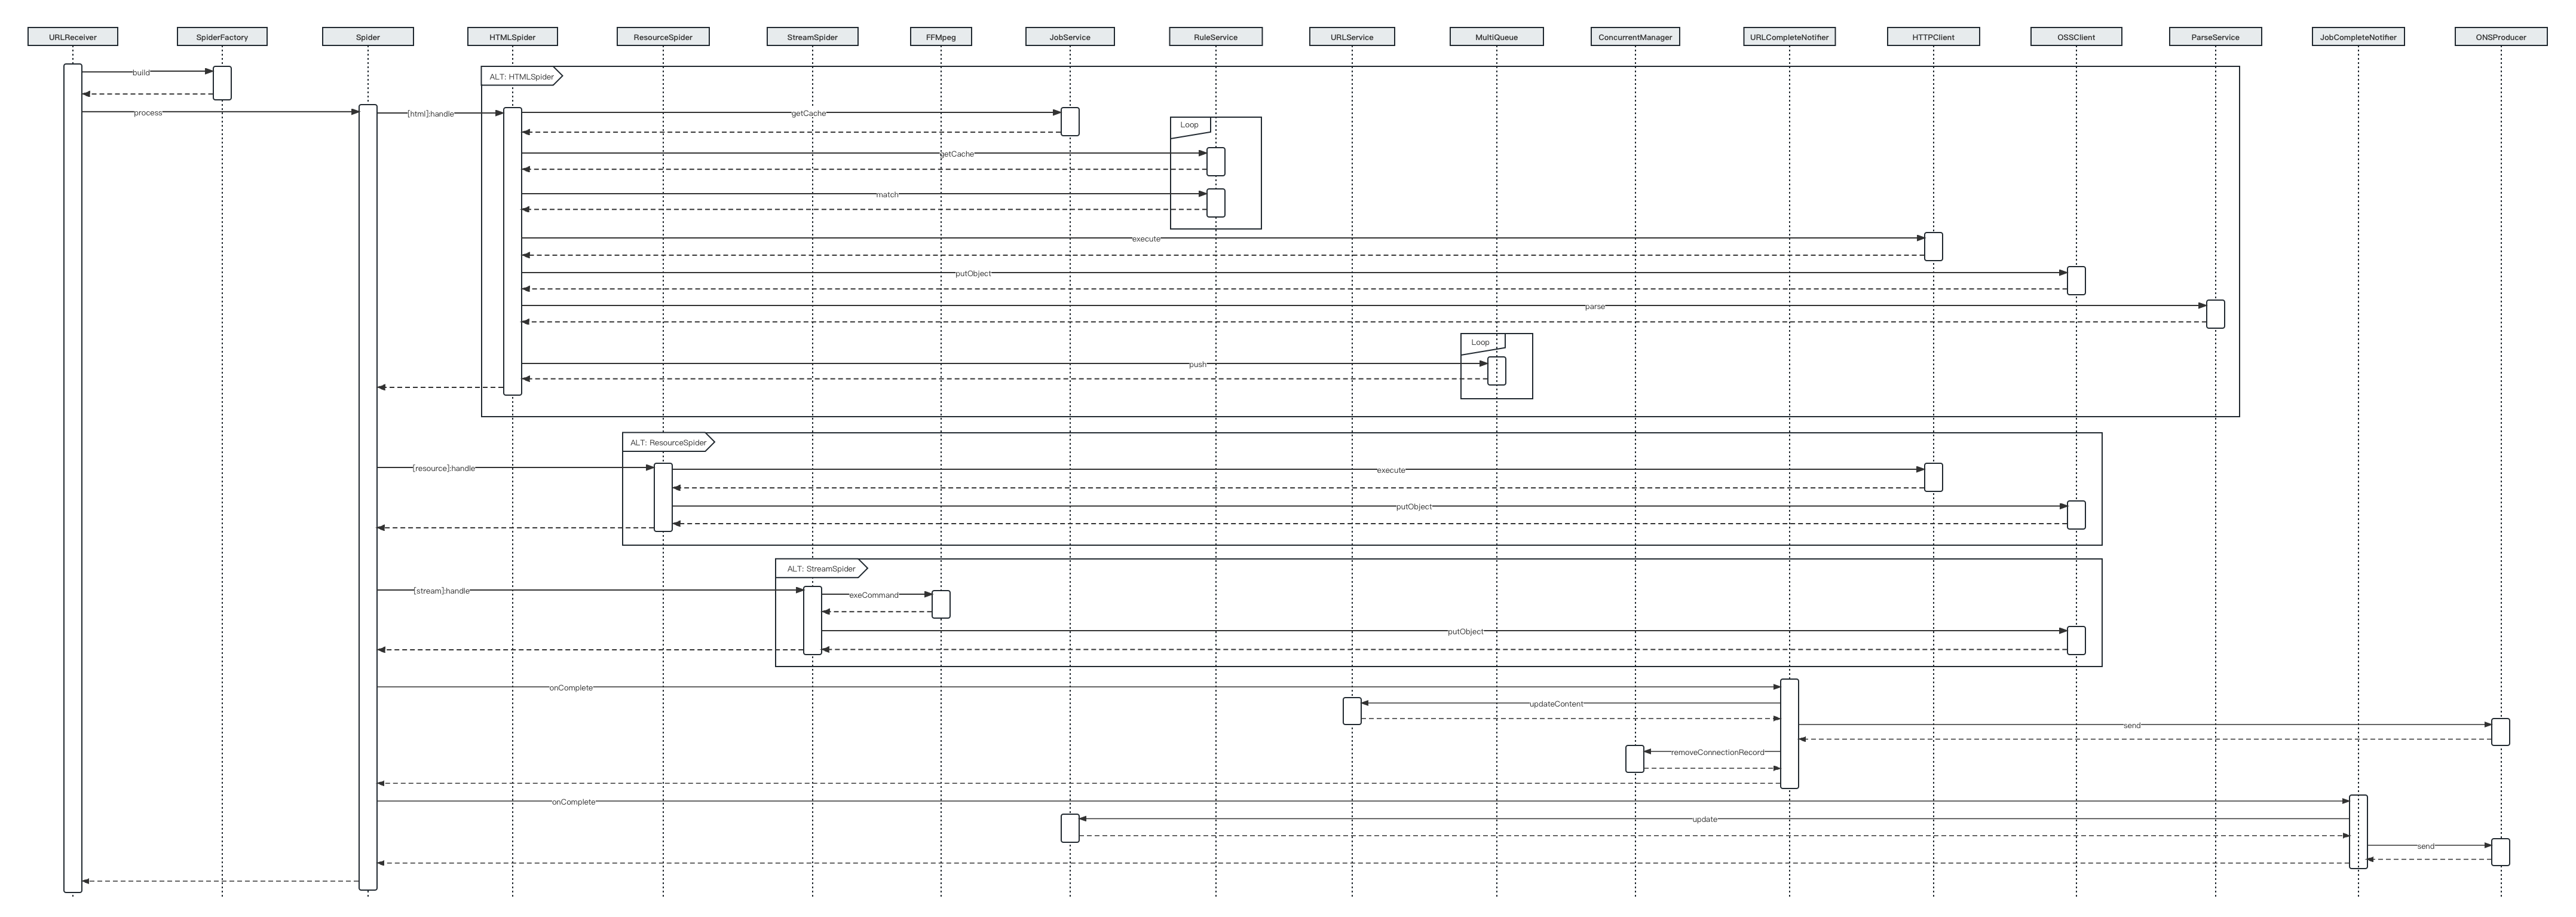 URLReceiver
SpiderFactory
Spider
HTMLSpider
ResourceSpider
StreamSpider
FFMpeg
JobService
RuleService
URLService
MultiQueue
ConcurrentManager
URLCompleteNotifier
HTTPClient
OSSClient
ParseService
JobCompleteNotifier
ONSProducer
build
ALT: HTMLSpider
process
[html]:handle
getCache
Loop
getCache
match
execute
putObject
parse
Loop
push
ALT: ResourceSpider
[resource]:handle
execute
putObject
ALT: StreamSpider
[stream]:handle
exeCommand
putObject
onComplete
updateContent
send
removeConnectionRecord
onComplete
update
send